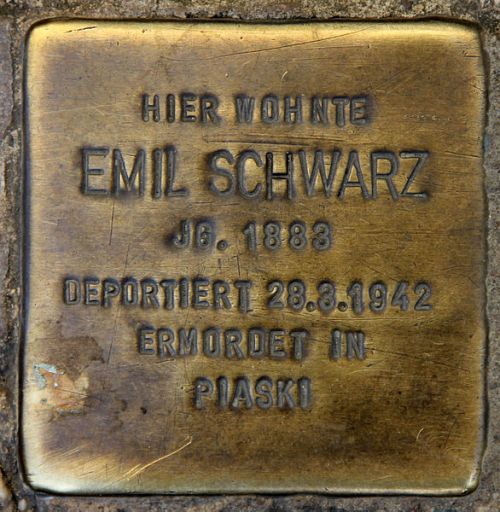 HIER WOHNTE
EMIL SCHWARZ
JG. 1883
DEPORTIERT 28.3.1942
ERMORDET IN
PIASKI